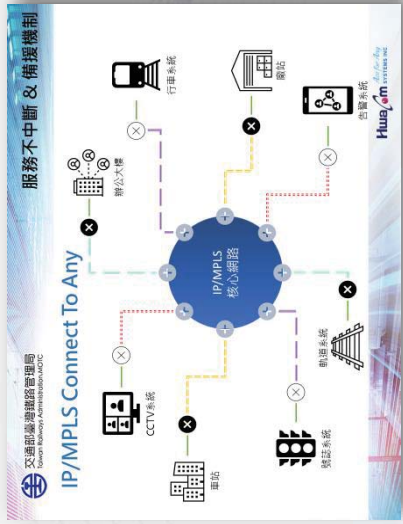 交通部臺灣鐵路管理局
Taiwan Railways Administration, MOTC
服務不中斷 & 備援機制
IP/MPLS Connect To Any
辦公大樓
行車系統
CCTV系統
廠站
IP/MPLS
核心網路
車站
告警系統
號誌系統
軌道系統
Hwacom
SYSTEMS INC